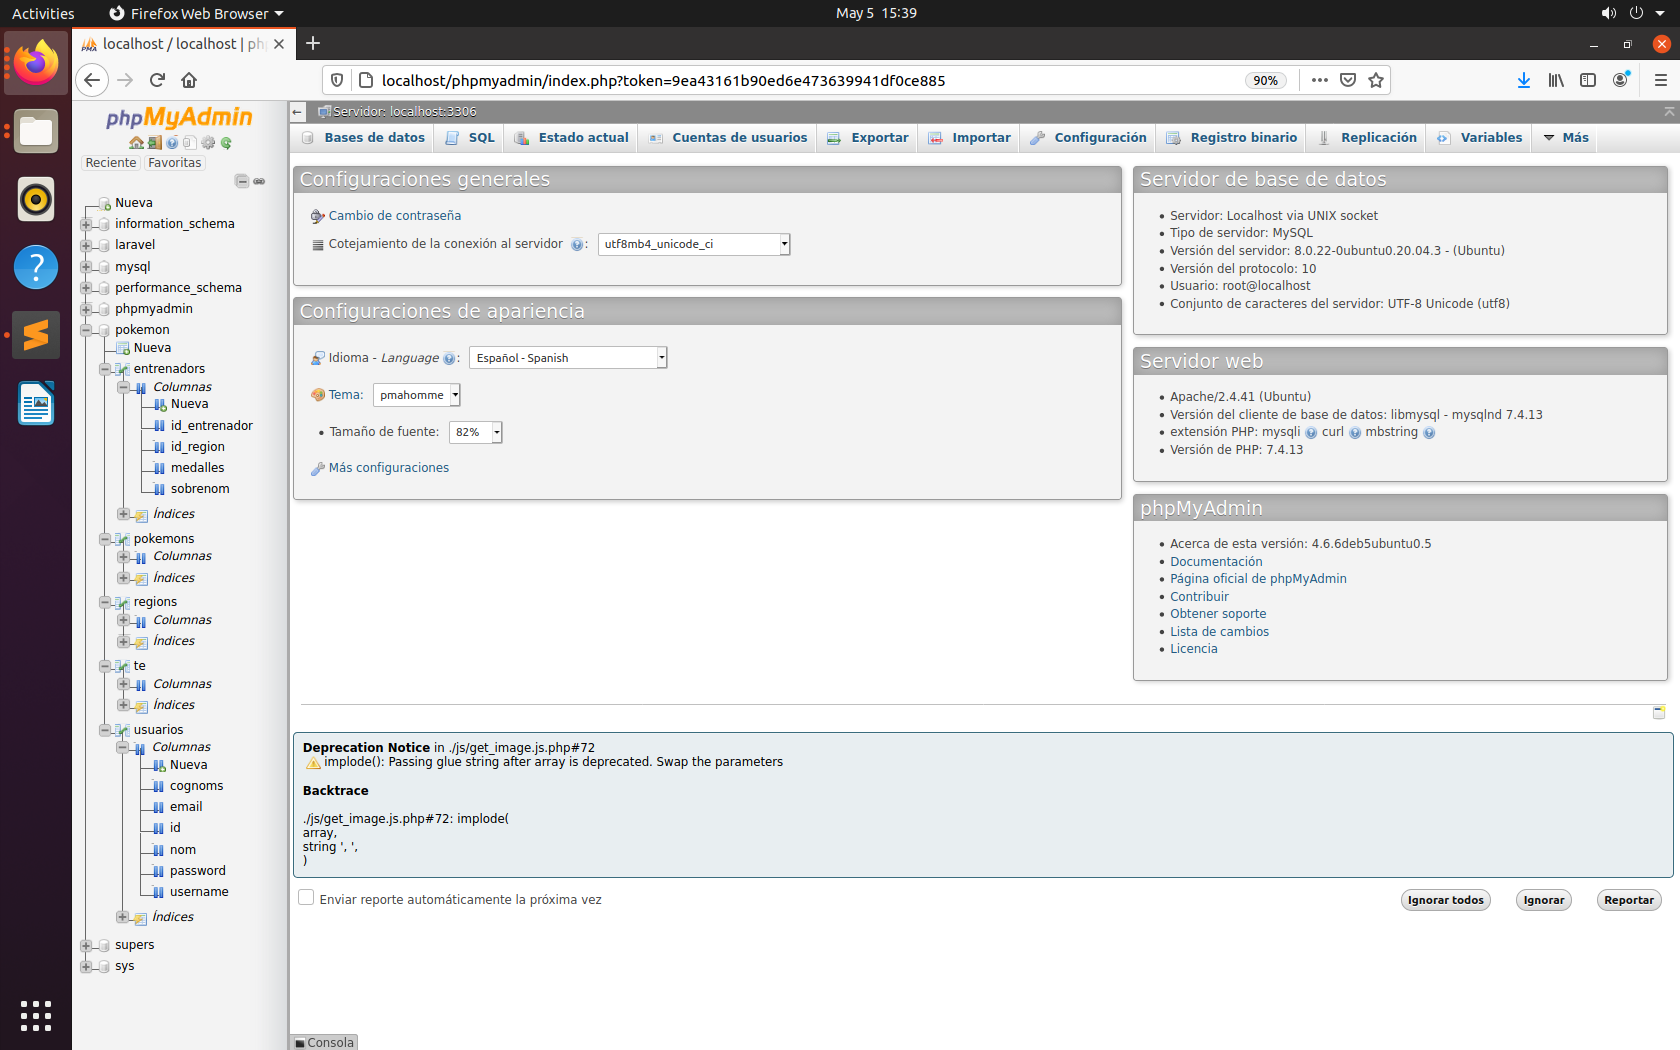 Activities
Firefox Web Browser
May 5 15:39
localhost / localhost | ph
localhost/phpmyadmin/index.php?token=9ea43161b90ed6e473639941df0ce885
90%
phpMyAdmin
Reciente
Favoritas
Nueva
information_schema
laravel
mysql
performance_schema
phpmyadmin
pokemon
Nueva
entrenadors
Columnas
Nueva
id_entrenador
id_region
medalles
sobrenom
Índices
pokemons
Columnas
Índices
regions
Columnas
Índices
te
Columnas
Índices
usuarios
Columnas
Nueva
cognoms
email
id
nom
password
username
Índices
supers
sys
Servidor: localhost:3306
Bases de datos
SQL
Estado actual
Cuentas de usuarios
Exportar
Importar
Configuración
Registro binario
Replicación
Variables
Más
Configuraciones generales
Cambio de contraseña
Cotejamiento de la conexión al servidor :
utf8mb4_unicode_ci
Configuraciones de apariencia
Idioma - Language :
Español - Spanish
Tema:
pmahomme
Tamaño de fuente:
82%
Más configuraciones
Servidor de base de datos
Servidor: Localhost via UNIX socket
Tipo de servidor: MySQL
Versión del servidor: 8.0.22-0ubuntu0.20.04.3 - (Ubuntu)
Versión del protocolo: 10
Usuario: root@localhost
Conjunto de caracteres del servidor: UTF-8 Unicode (utf8)
Servidor web
Apache/2.4.41 (Ubuntu)
Versión del cliente de base de datos: libmysql - mysqlnd 7.4.13
extensión PHP: mysqli curl mbstring
Versión de PHP: 7.4.13
phpMyAdmin
Acerca de esta versión: 4.6.6deb5ubuntu0.5
Documentación
Página oficial de phpMyAdmin
Contribuir
Obtener soporte
Lista de cambios
Licencia
Deprecation Notice in ./js/get_image.js.php#72
implode(): Passing glue string after array is deprecated. Swap the parameters
Backtrace
./js/get_image.js.php#72: implode(
array,
string ', ',
)
Enviar reporte automáticamente la próxima vez
Ignorar todos
Ignorar
Reportar
Consola